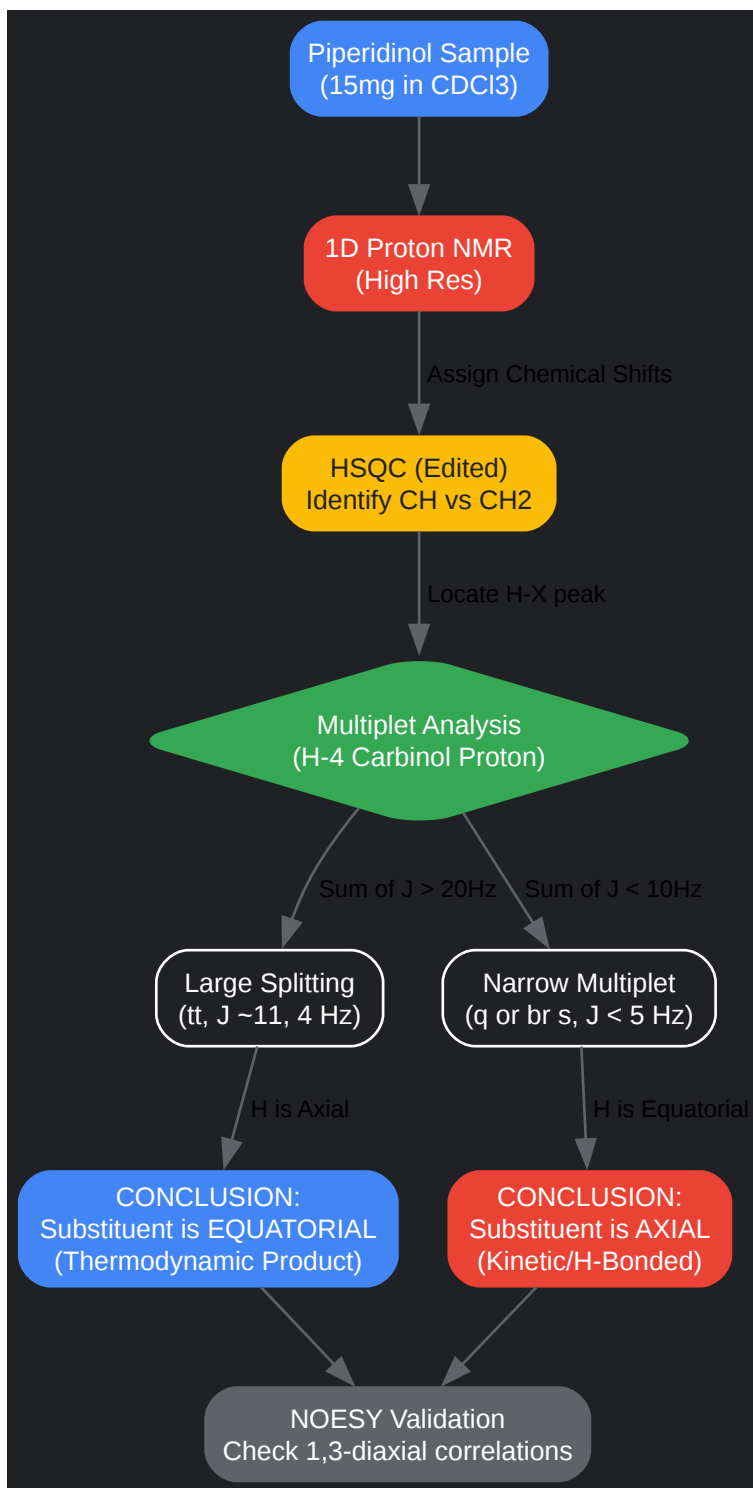 Piperidinol Sample
(15mg in CDCl3)
1D Proton NMR
(High Res)
Assign Chemical Shifts
HSQC (Edited)
Identify CH vs CH2
Locate H-X peak
Multiplet Analysis
(H-4 Carbinol Proton)
Sum of J > 20Hz
Sum of J < 10Hz
Large Splitting
(tt, J ~11, 4 Hz)
Narrow Multiplet
(q or br s, J < 5 Hz)
H is Axial
H is Equatorial
CONCLUSION:
Substituent is EQUATORIAL
(Thermodynamic Product)
CONCLUSION:
Substituent is AXIAL
(Kinetic/H-Bonded)
NOESY Validation
Check 1,3-diaxial correlations